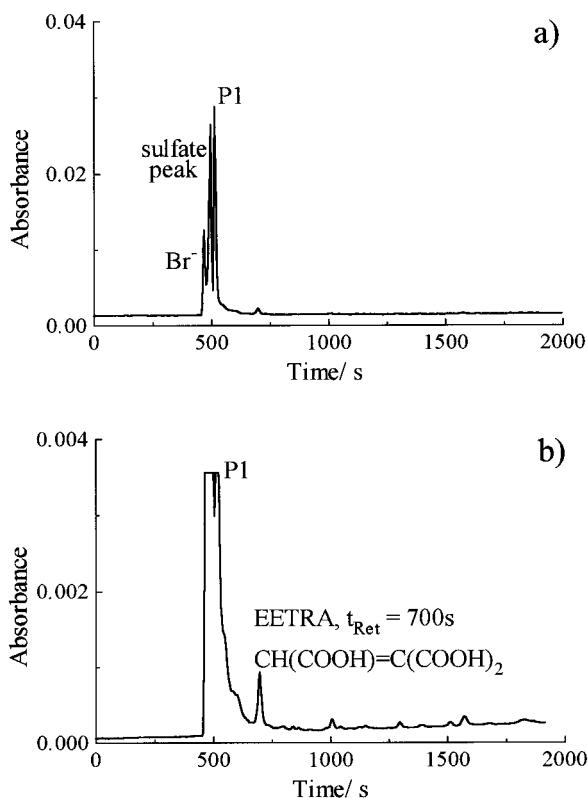 a)
0.04
P1
sulfate
peak
Absorbance
0.02
Br⁻
0.00
0 500 1000 1500 2000
Time/ s
b)
0.004
P1
Absorbance
0.002
EETRA, t_Ret = 700s
CH(COOH)=C(COOH)₂
0.000
0 500 1000 1500 2000
Time/ s